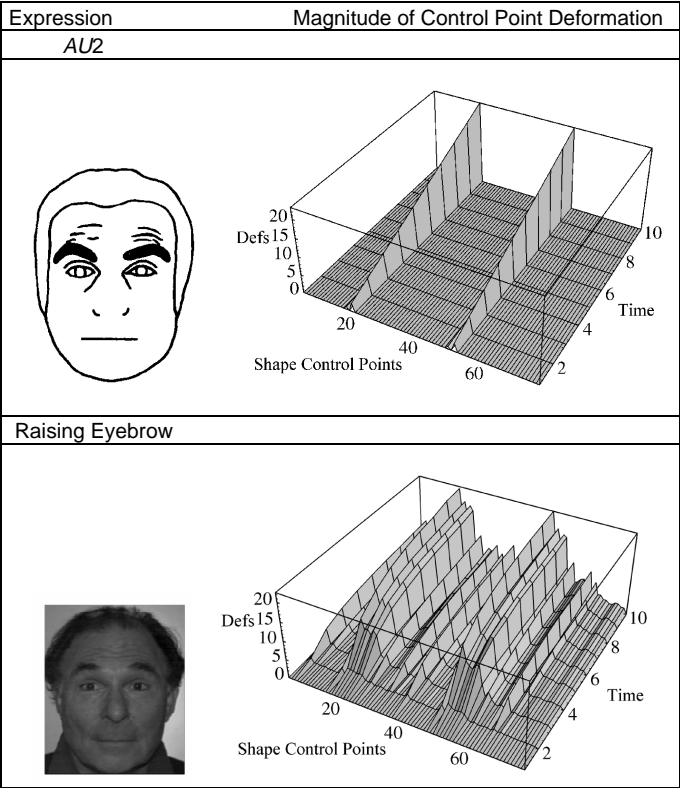 Expression Magnitude of Control Point Deformation
AU2
20
Defs 15
10
5
0
20
40
60
Shape Control Points
2
4
6
8
10
Time
Raising Eyebrow
20
Defs 15
10
5
0
20
40
60
Shape Control Points
2
4
6
8
10
Time